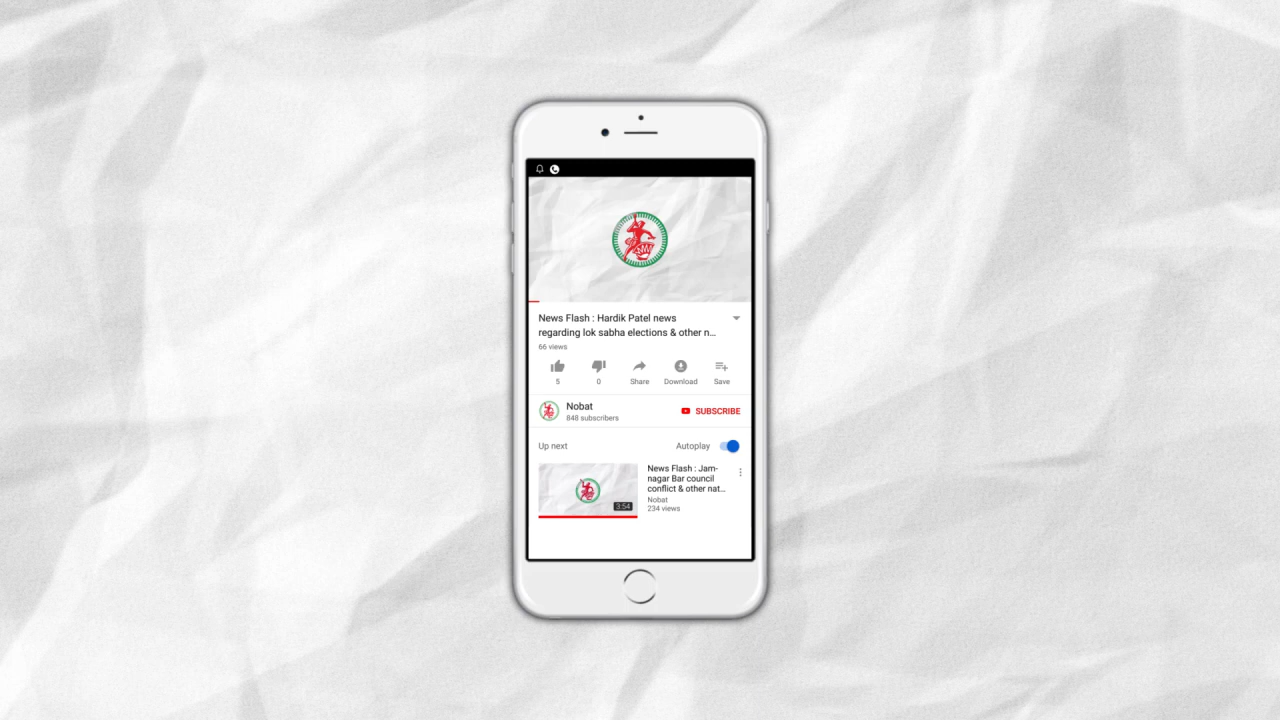 News Flash : Hardik Patel news
regarding lok sabha elections & other n...
66 views
5
0
Share
Download
Save
Nobat
848 subscribers
SUBSCRIBE
Up next
Autoplay
3:54
News Flash : Jam-
nagar Bar council
conflict & other nat...
Nobat
234 views